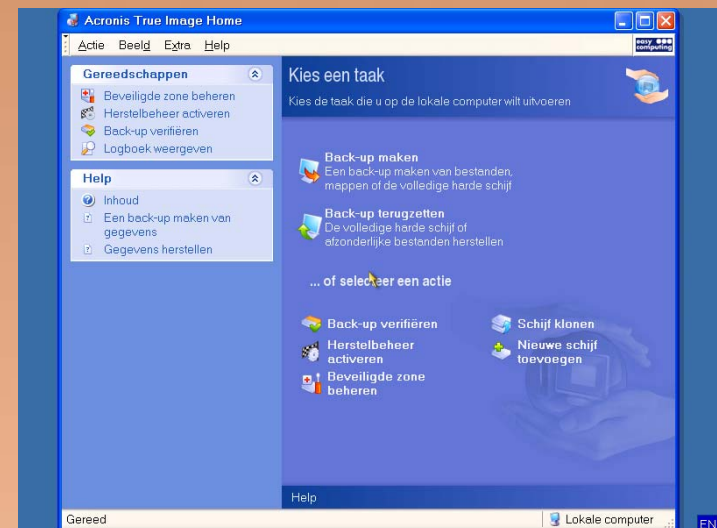 Acronis True Image Home
Actie Beeld Extra Help
easy computing
Gereedschappen
Beveiligde zone beheren
Herstelbeheer activeren
Back-up verifiëren
Logboek weergeven
Help
Inhoud
Een back-up maken van
gegevens
Gegevens herstellen
Kies een taak
Kies de taak die u op de lokale computer wilt uitvoeren
Back-up maken
Een back-up maken van bestanden,
mappen of de volledige harde schijf
Back-up terugzetten
De volledige harde schijf of
afzonderlijke bestanden herstellen
... of selecteer een actie
Back-up verifiëren
Herstelbeheer
activeren
Beveiligde zone
beheren
Schijf klonen
Nieuwe schijf
toevoegen
Help
Gereed
Lokale computer
EN